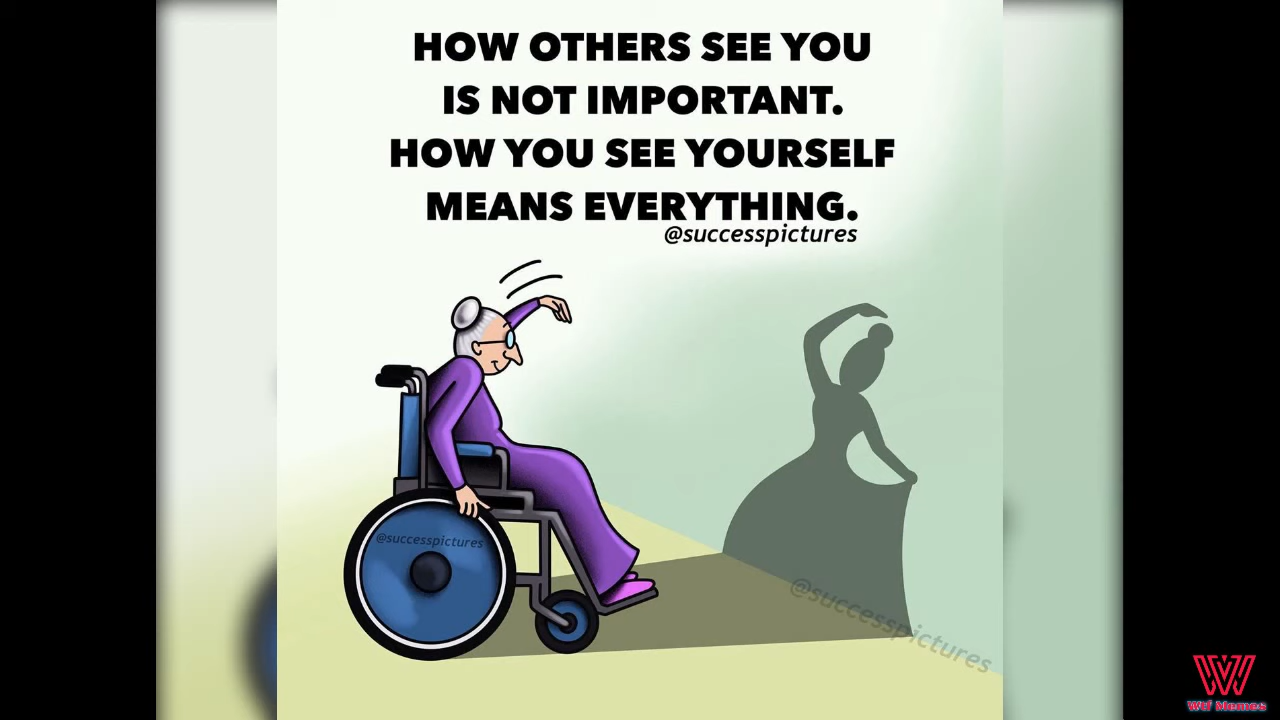 HOW OTHERS SEE YOU
IS NOT IMPORTANT.
HOW YOU SEE YOURSELF
MEANS EVERYTHING.
@successpictures
@successpictures
@successpictures
Wtf Memes